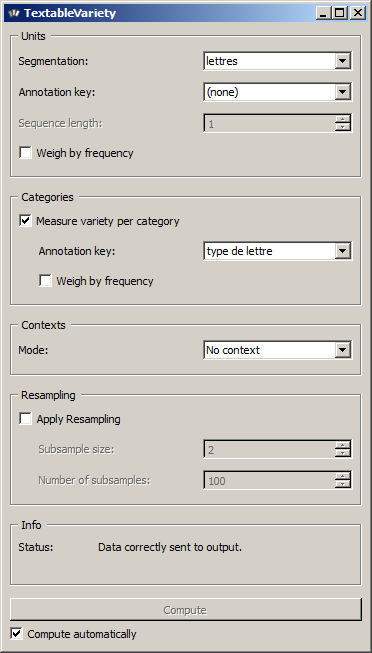 TextableVariety
Units
Segmentation: lettres
Annotation key: (none)
Sequence length: 1
Weigh by frequency
Categories
Measure variety per category
Annotation key: type de lettre
Weigh by frequency
Contexts
Mode: No context
Resampling
Apply Resampling
Subsample size: 2
Number of subsamples: 100
Info
Status: Data correctly sent to output.
Compute
Compute automatically